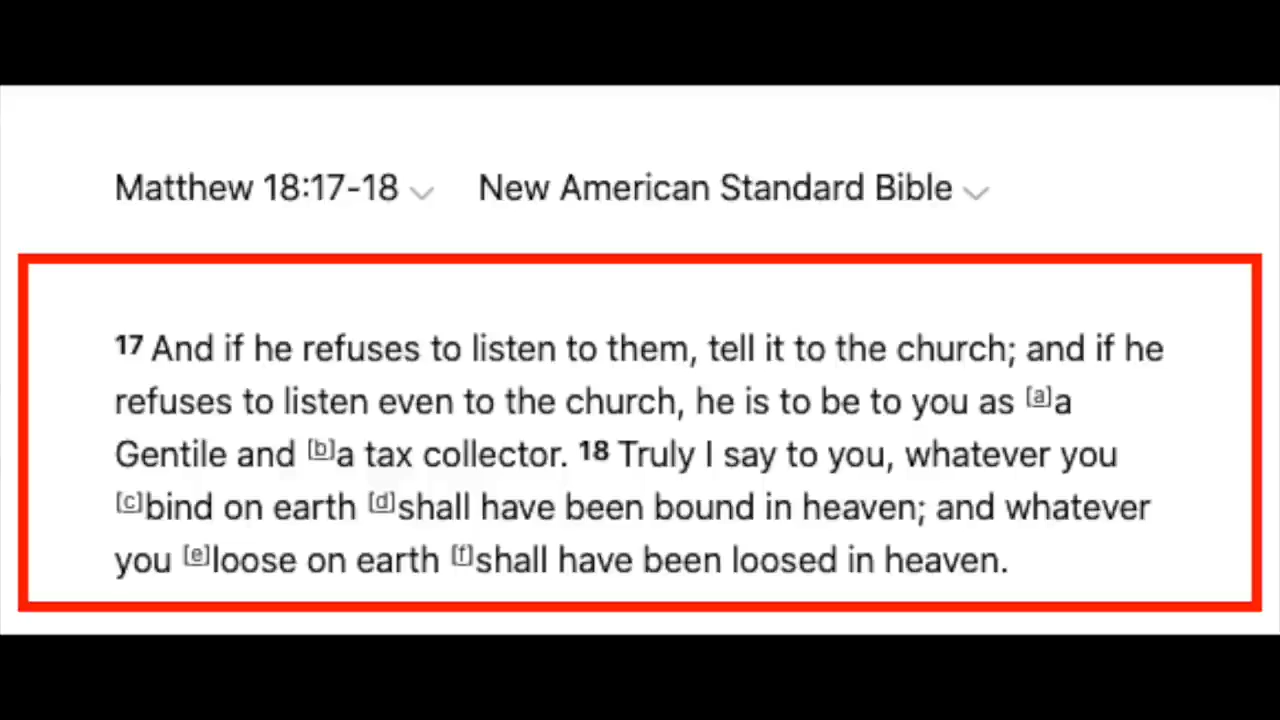 Matthew 18:17-18 New American Standard Bible
17 And if he refuses to listen to them, tell it to the church; and if he
refuses to listen even to the church, he is to be to you as [a]a
Gentile and [b]a tax collector. 18 Truly I say to you, whatever you
[c]bind on earth [d]shall have been bound in heaven; and whatever
you [e]loose on earth [f]shall have been loosed in heaven.